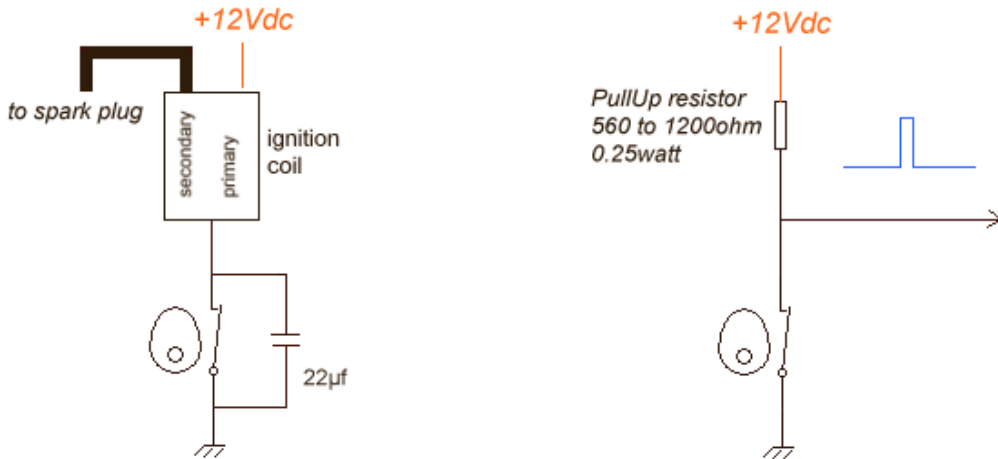 +12Vdc
to spark plug
secondary
primary
ignition
coil
22µf
+12Vdc
PullUp resistor
560 to 1200ohm
0.25watt